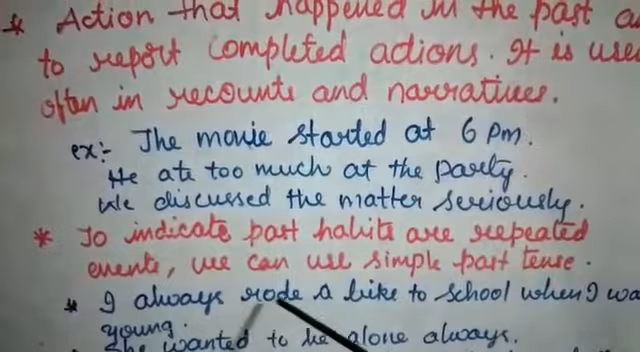 * Action that happened in the past a
to report completed actions. It is use
often in recounts and narratives.
ex:- The movie started at 6 pm.
He ate too much at the party.
We discussed the matter seriously.
* To indicate past habits are repeated
events, we can use simple past tense.
* I always rode a bike to school when I wa
young.
She wanted to be alone always.